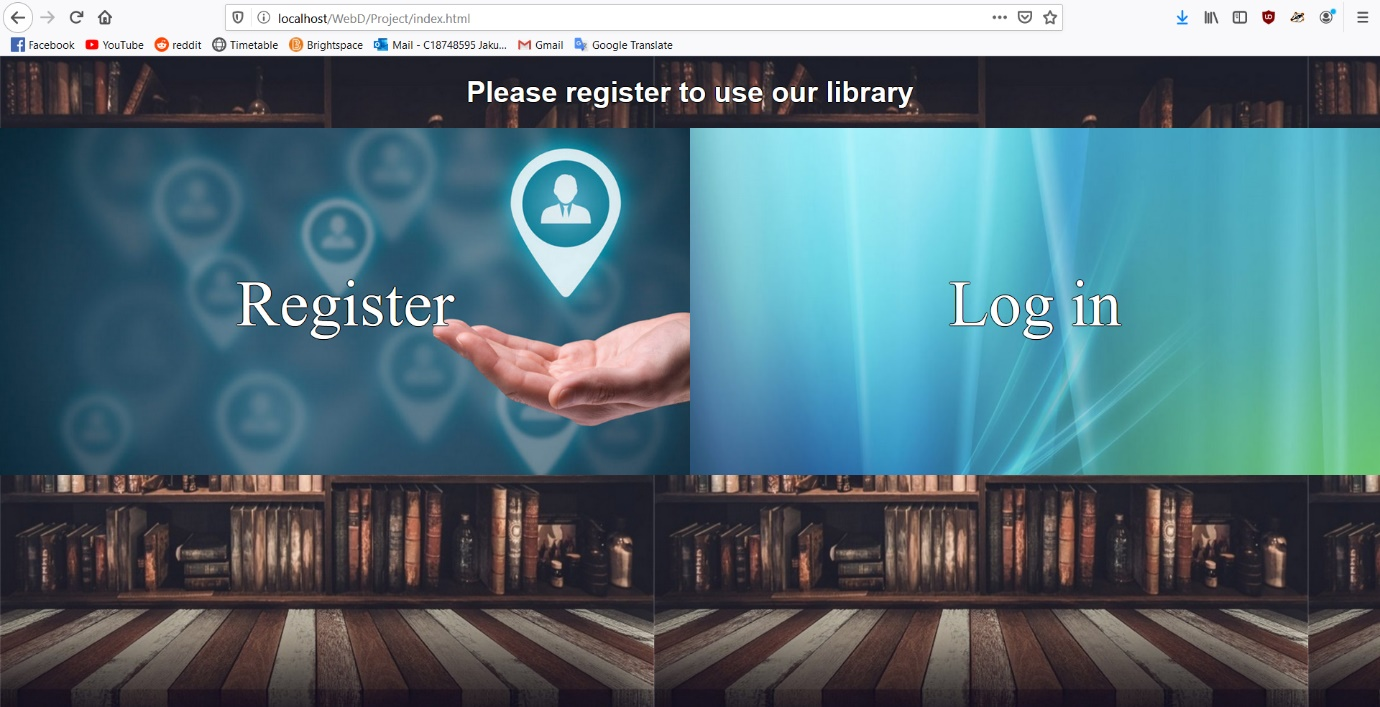 localhost/WebD/Project/index.html
Facebook YouTube reddit Timetable Brightspace Mail - C18748595 Jaku... Gmail Google Translate
Please register to use our library
Register
Log in